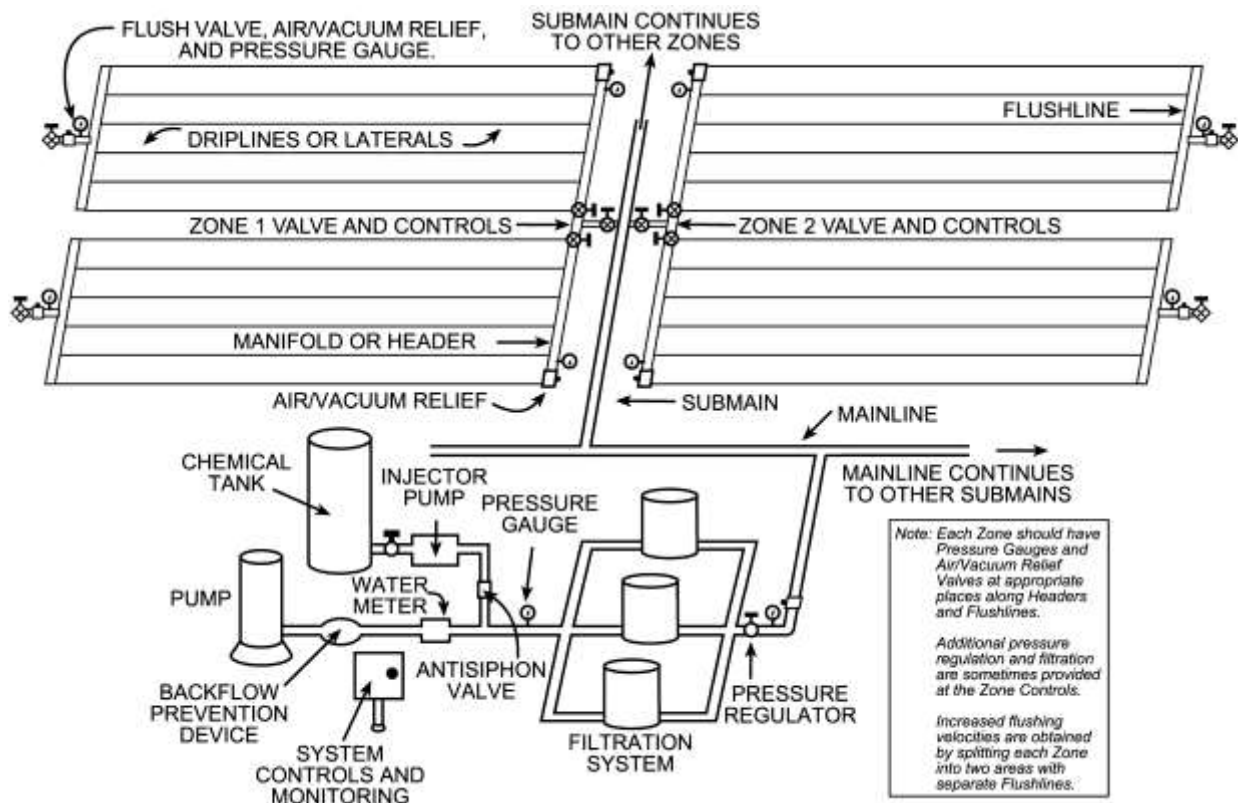 FLUSH VALVE, AIR/VACUUM RELIEF,
AND PRESSURE GAUGE.
SUBMAIN CONTINUES
TO OTHER ZONES
FLUSHLINE
DRIPLINES OR LATERALS
ZONE 1 VALVE AND CONTROLS
ZONE 2 VALVE AND CONTROLS
MANIFOLD OR HEADER
AIR/VACUUM RELIEF
SUBMAIN
MAINLINE
MAINLINE CONTINUES
TO OTHER SUBMAINS
CHEMICAL
TANK
INJECTOR
PUMP
PRESSURE
GAUGE
PUMP
WATER
METER
ANTISIPHON
VALVE
BACKFLOW
PREVENTION
DEVICE
SYSTEM
CONTROLS AND
MONITORING
FILTRATION
SYSTEM
PRESSURE
REGULATOR
Note: Each Zone should have
Pressure Gauges and
Air/Vacuum Relief
Valves at appropriate
places along Headers
and Flushlines.
Additional pressure
regulation and filtration
are sometimes provided
at the Zone Controls.
Increased flushing
velocities are obtained
by splitting each Zone
into two areas with
separate Flushlines.